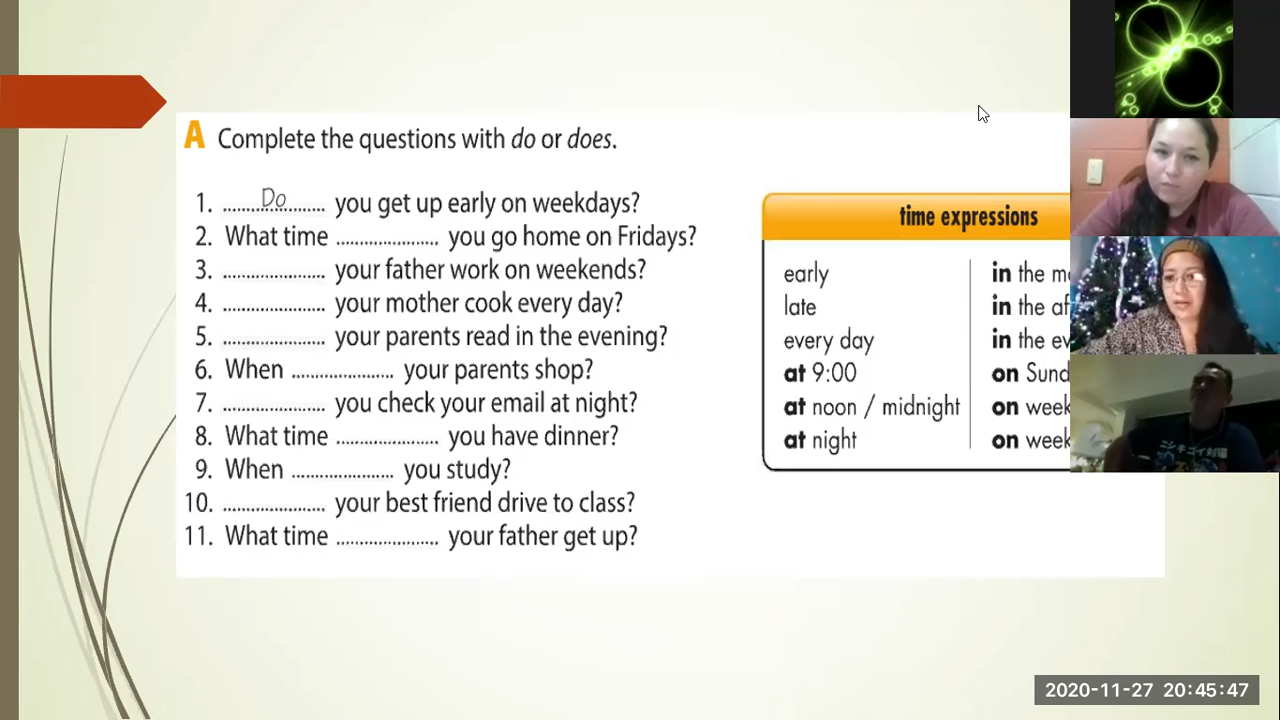 A Complete the questions with do or does.
1. ......Do...... you get up early on weekdays?
2. What time .................... you go home on Fridays?
3. .................... your father work on weekends?
4. .................... your mother cook every day?
5. .................... your parents read in the evening?
6. When .................... your parents shop?
7. .................... you check your email at night?
8. What time .................... you have dinner?
9. When .................... you study?
10. .................... your best friend drive to class?
11. What time .................... your father get up?
time expressions
early
late
every day
at 9:00
at noon / midnight
at night
in the
in the
in the
on
on
on
2020-11-27 20:45:47